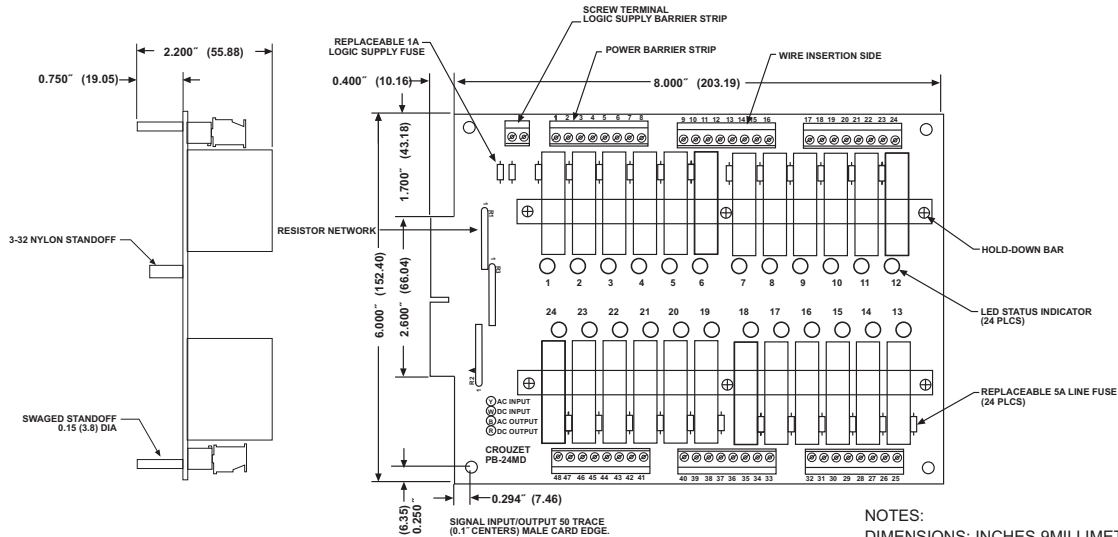 SCREW TERMINAL
LOGIC SUPPLY BARRIER STRIP
2.200˝ (55.88)
REPLACEABLE 1A
LOGIC SUPPLY FUSE
POWER BARRIER STRIP
WIRE INSERTION SIDE
0.750˝ (19.05)
0.400˝ (10.16)
8.000˝ (203.19)
1 2 3 4 5 6 7 8
9 10 11 12 13 14 15 16
17 18 19 20 21 22 23 24
1.700˝ (43.18)
R1
1
3-32 NYLON STANDOFF
RESISTOR NETWORK
HOLD-DOWN BAR
6.000˝ (152.40)
2.600˝ (66.04)
1
R3
1 2 3 4 5 6 7 8 9 10 11 12
LED STATUS INDICATOR
(24 PLCS)
24 23 22 21 20 19 18 17 16 15 14 13
R2
1
REPLACEABLE 5A LINE FUSE
(24 PLCS)
Y AC INPUT
W DC INPUT
B AC OUTPUT
R DC OUTPUT
SWAGED STANDOFF
0.15 (3.8) DIA
CROUZET
PB-24MD
48 47 46 45 44 43 42 41
40 39 38 37 36 35 34 33
32 31 30 29 28 27 26 25
(6.35)
0.250˝
0.294˝ (7.46)
SIGNAL INPUT/OUTPUT 50 TRACE
(0.1˝ CENTERS) MALE CARD EDGE.
NOTES:
DIMENSIONS: INCHES 9MILLIMET